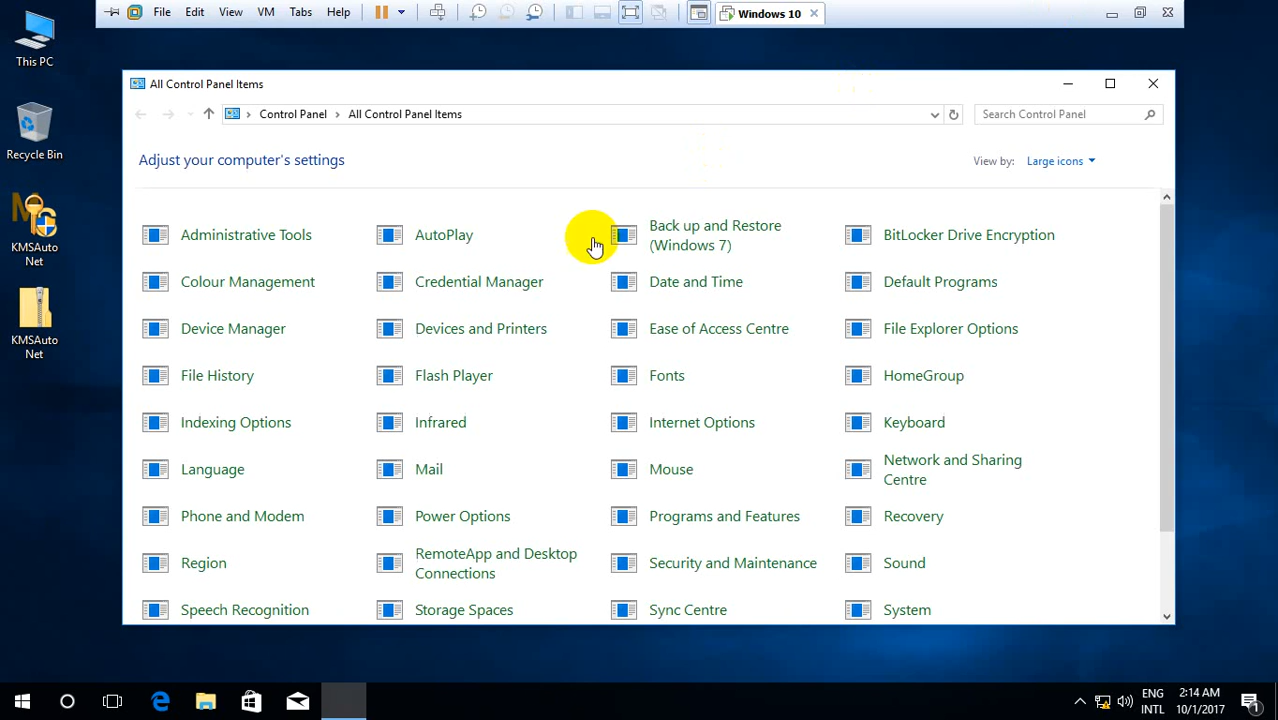 File Edit View VM Tabs Help Windows 10
This PC
Recycle Bin
KMSAuto
Net
KMSAuto
Net
All Control Panel Items
Control Panel All Control Panel Items Search Control Panel
Adjust your computer's settings View by: Large icons
Administrative Tools
AutoPlay
Back up and Restore
(Windows 7)
BitLocker Drive Encryption
Colour Management
Credential Manager
Date and Time
Default Programs
Device Manager
Devices and Printers
Ease of Access Centre
File Explorer Options
File History
Flash Player
Fonts
HomeGroup
Indexing Options
Infrared
Internet Options
Keyboard
Language
Mail
Mouse
Network and Sharing
Centre
Phone and Modem
Power Options
Programs and Features
Recovery
Region
RemoteApp and Desktop
Connections
Security and Maintenance
Sound
Speech Recognition
Storage Spaces
Sync Centre
System
ENG
INTL
2:14 AM
10/1/2017
1